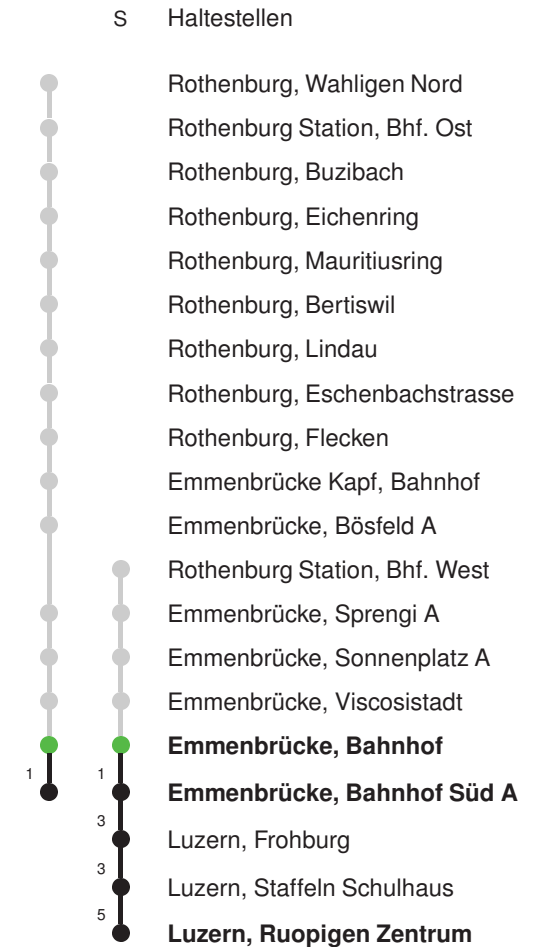 S Haltestellen
Rothenburg, Wahligen Nord
Rothenburg Station, Bhf. Ost
Rothenburg, Buzibach
Rothenburg, Eichenring
Rothenburg, Mauritiusring
Rothenburg, Bertiswil
Rothenburg, Lindau
Rothenburg, Eschenbachstrasse
Rothenburg, Flecken
Emmenbrücke Kapf, Bahnhof
Emmenbrücke, Bösfeld A
Rothenburg Station, Bhf. West
Emmenbrücke, Sprengi A
Emmenbrücke, Sonnenplatz A
Emmenbrücke, Viscosistadt
Emmenbrücke, Bahnhof
1 1 Emmenbrücke, Bahnhof Süd A
3 Luzern, Frohburg
3 Luzern, Staffeln Schulhaus
5 Luzern, Ruopigen Zentrum